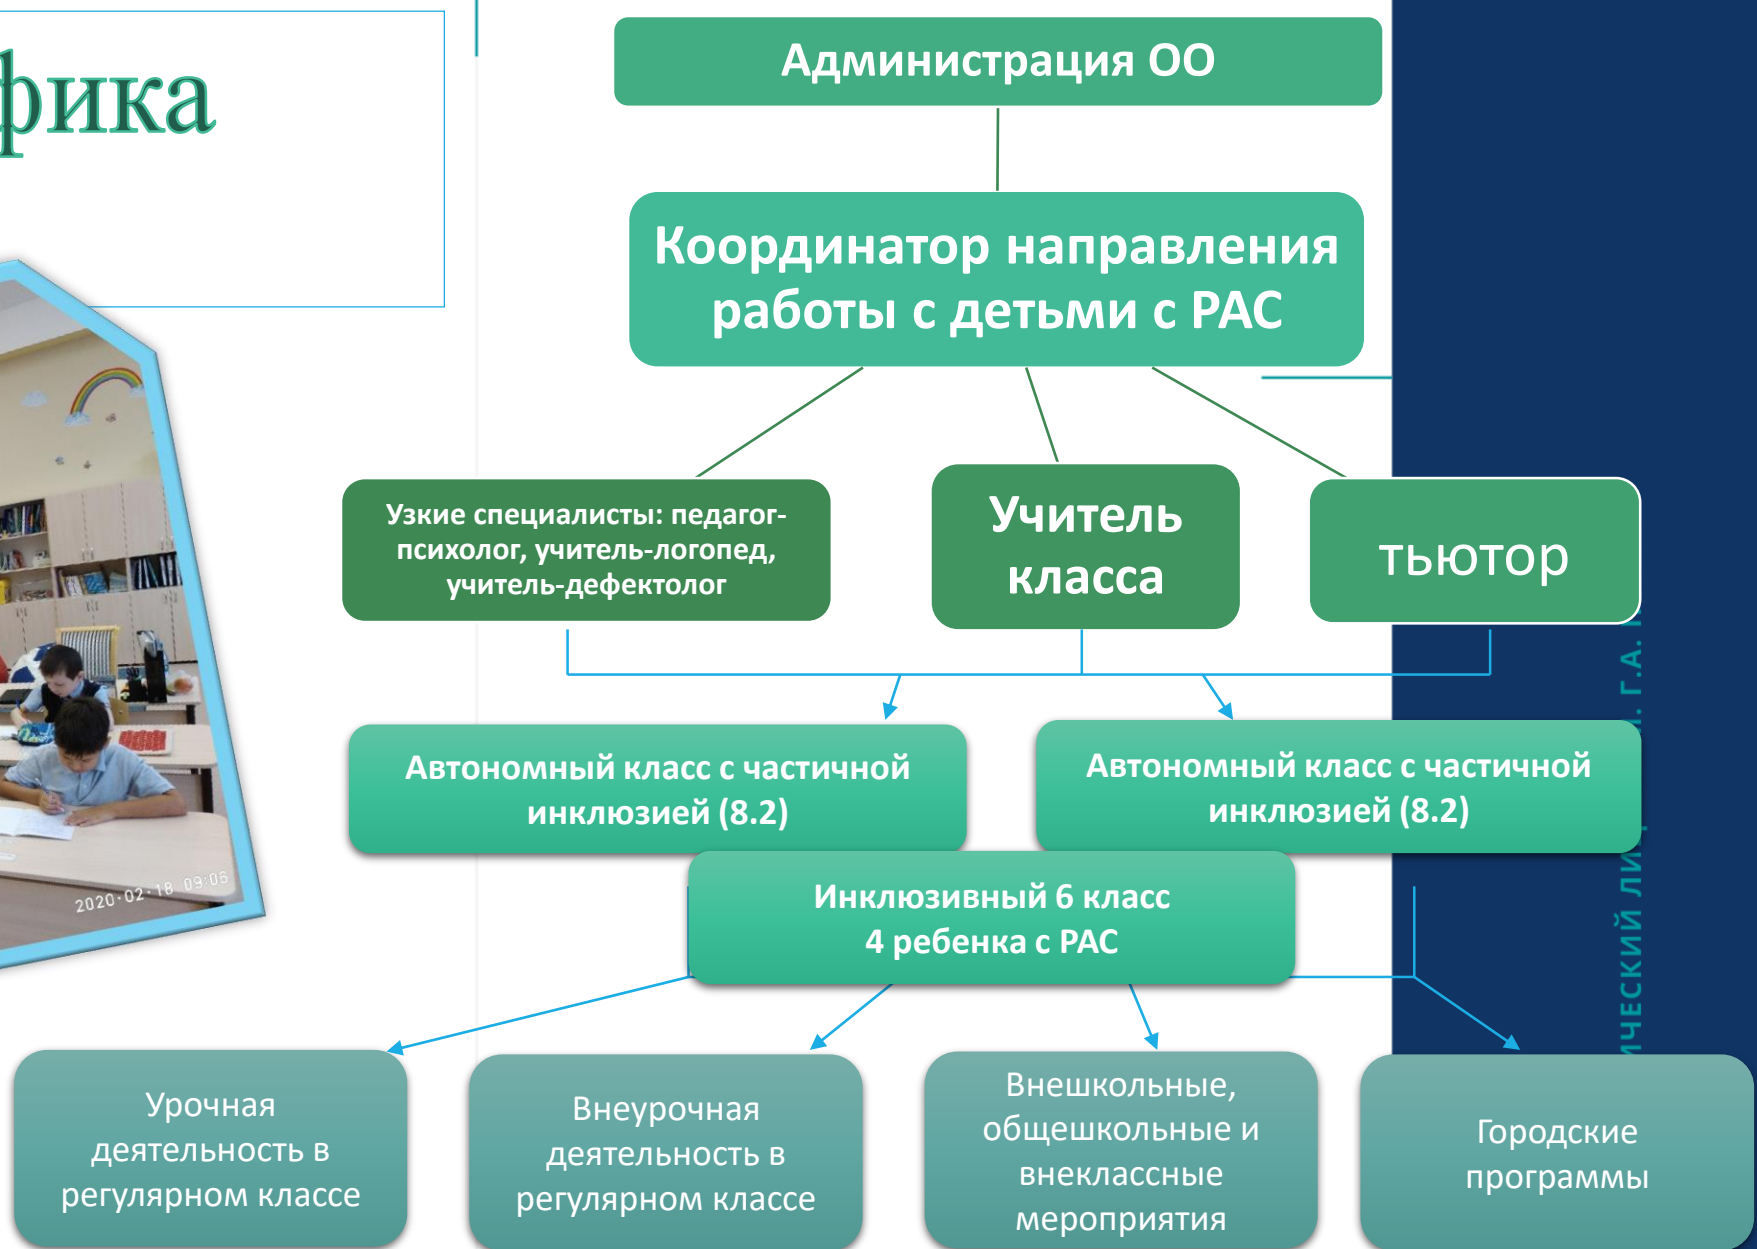 фика
Администрация ОО
Координатор направления
работы с детьми с РАС
Узкие специалисты: педагог-
психолог, учитель-логопед,
учитель-дефектолог
Учитель
класса
тьютор
Автономный класс с частичной
инклюзией (8.2)
Автономный класс с частичной
инклюзией (8.2)
Инклюзивный 6 класс
4 ребенка с РАС
Урочная
деятельность в
регулярном классе
Внеурочная
деятельность в
регулярном классе
Внешкольные,
общешкольные и
внеклассные
мероприятия
Городские
программы
2020-02-18 09:05
ический ли
. Г.А.